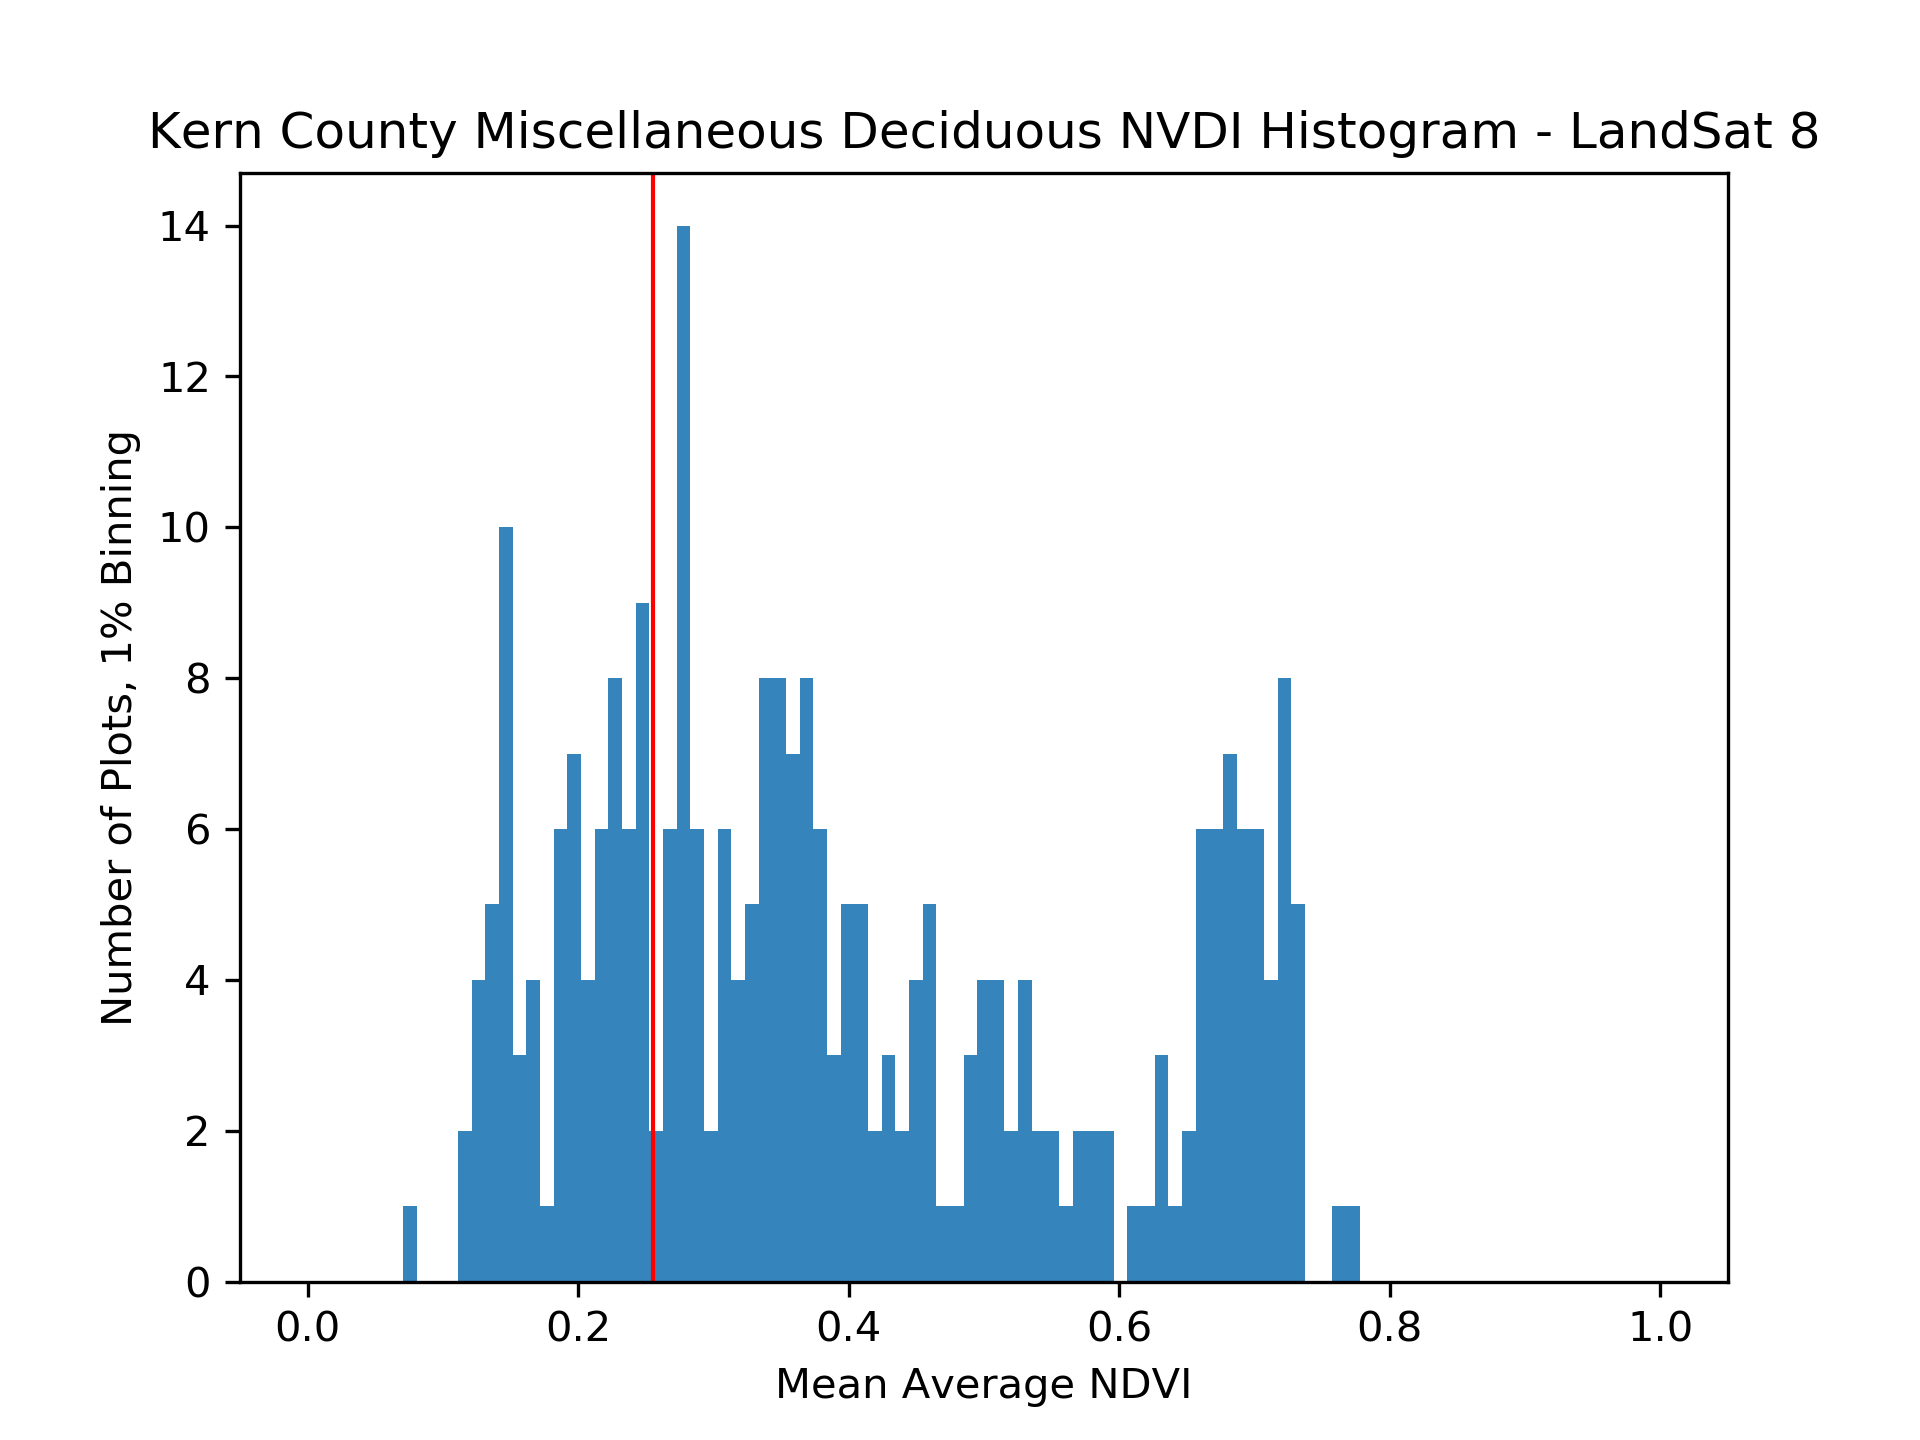 Kern County Miscellaneous Deciduous NVDI Histogram - LandSat 8
14
12
10
8
6
4
2
0
Number of Plots, 1% Binning
0.0 0.2 0.4 0.6 0.8 1.0
Mean Average NDVI